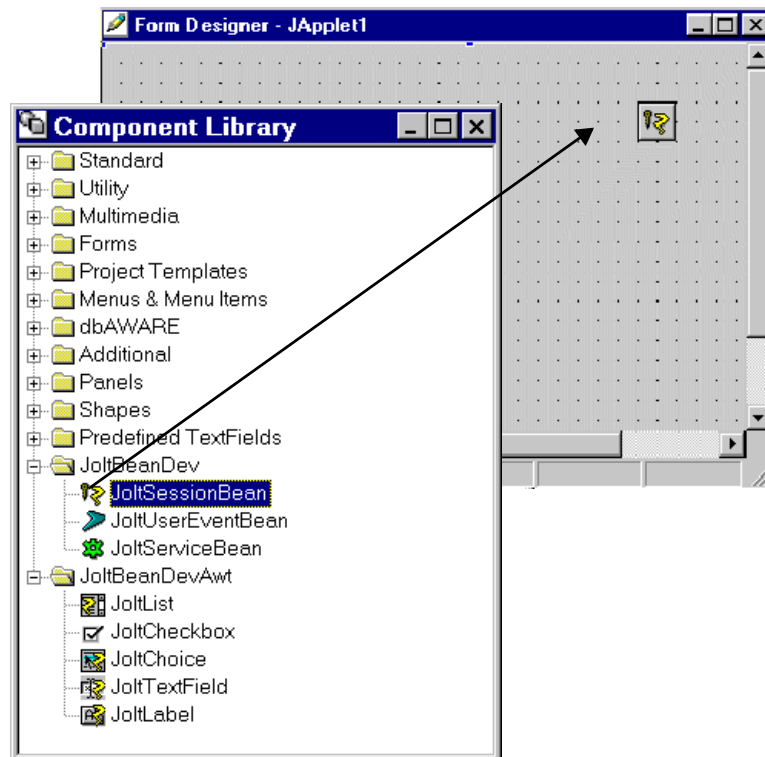 Form Designer - JApplet1
Component Library
Standard
Utility
Multimedia
Forms
Project Templates
Menus & Menu Items
dbAWARE
Additional
Panels
Shapes
Predefined TextFields
JoltBeanDev
JoltSessionBean
JoltUserEventBean
JoltServiceBean
JoltBeanDevAwt
JoltList
JoltCheckbox
JoltChoice
JoltTextField
JoltLabel